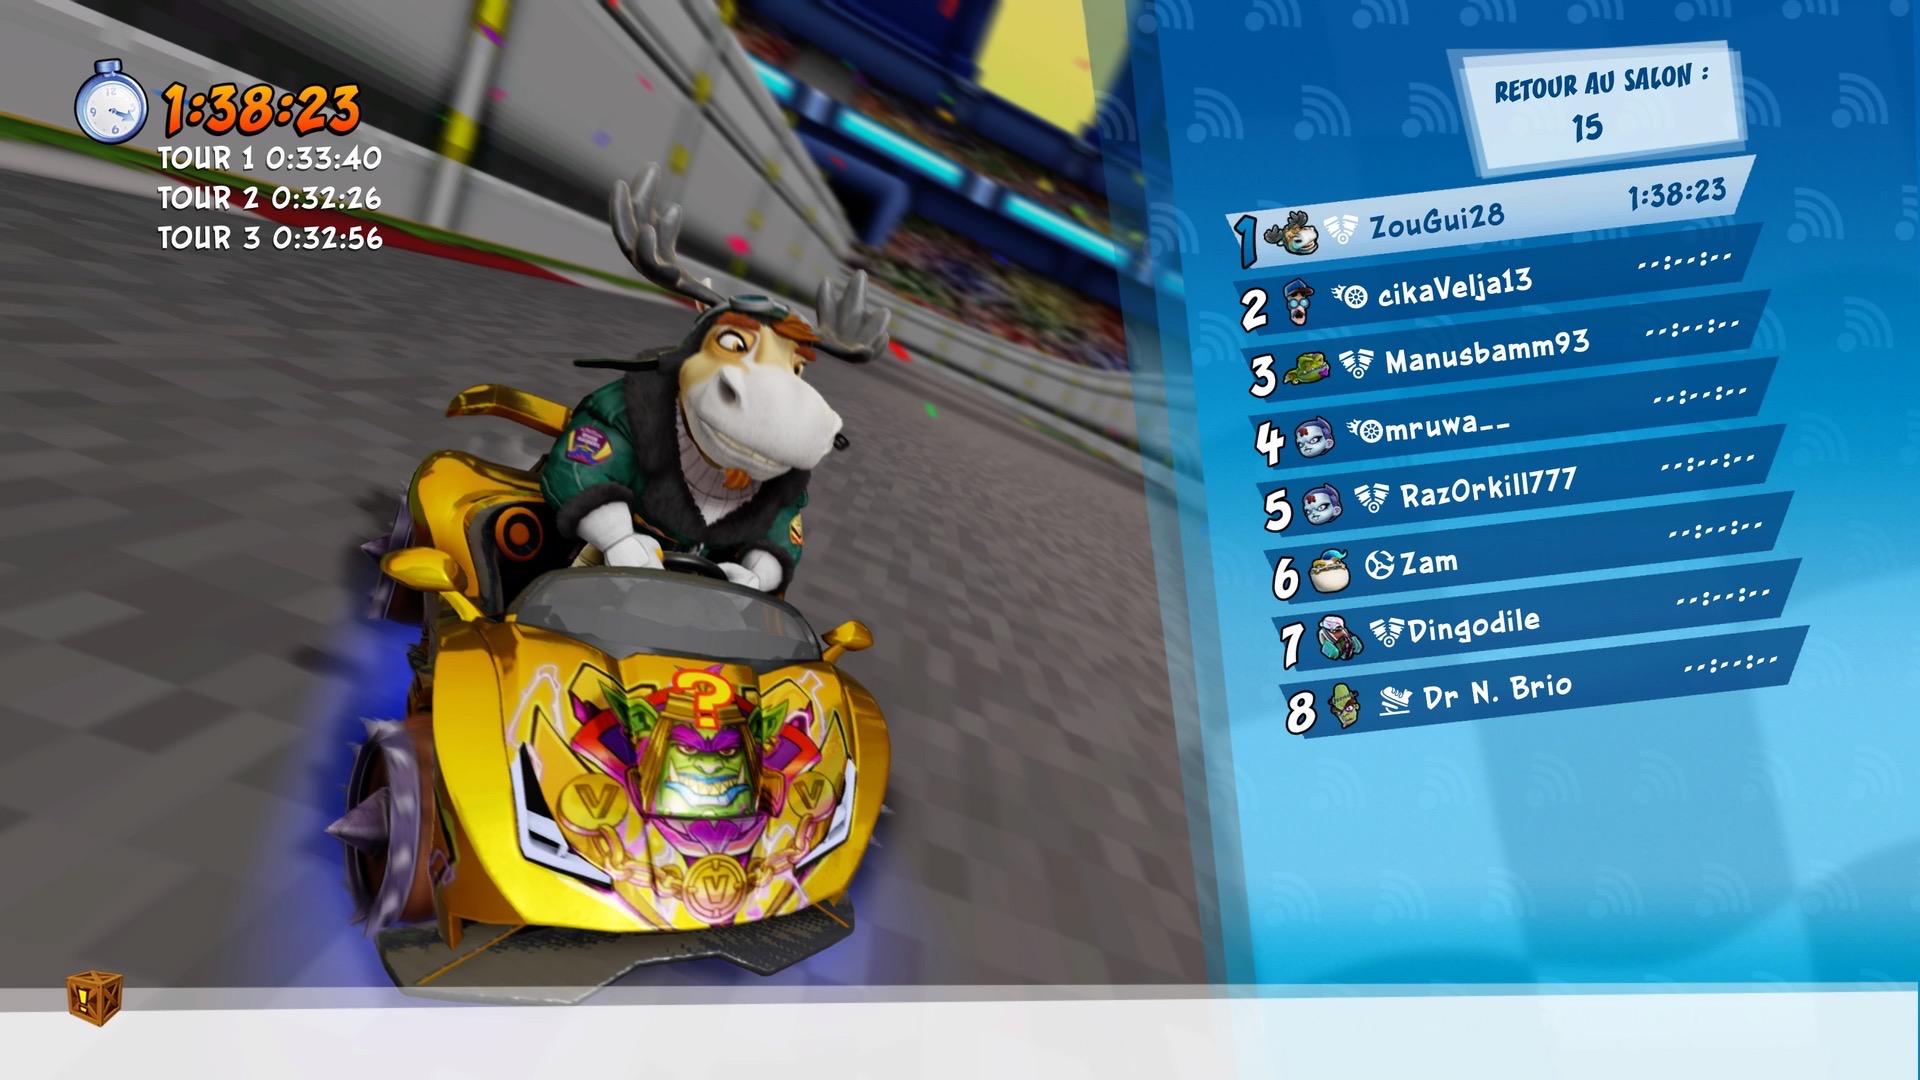 1:38:23
TOUR 1 0:33:40
TOUR 2 0:32:26
TOUR 3 0:32:56
RETOUR AU SALON :
15
1 ZouGui28 1:38:23
2 cikaVelja13 --:--:--
3 Manusbamm93 --:--:--
4 mruwa__ --:--:--
5 RazOrkill777 --:--:--
6 Zam --:--:--
7 Dingodile --:--:--
8 Dr N. Brio --:--:--
?
V
V
V
!